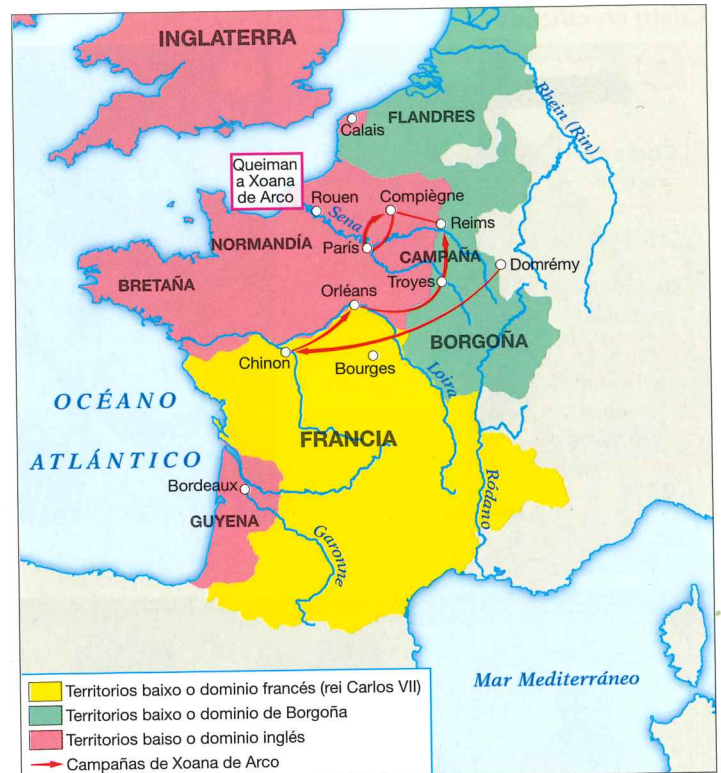 INGLATERRA
Rhein (Rin)
FLANDRES
Calais
Queiman
a Xoana
de Arco
Rouen
Compiègne
Sena
Reims
NORMANDÍA
París
CAMPAÑA
Domrémy
BRETAÑA
Troyes
Orléans
BORGOÑA
Chinon
Bourges
Loira
OCÉANO
ATLÁNTICO
FRANCIA
Bordeaux
GUYENA
Ródano
Garonne
Mar Mediterráneo
Territorios baixo o dominio francés (rei Carlos VII)
Territorios baixo o dominio de Borgoña
Territorios baiso o dominio inglés
Campañas de Xoana de Arco